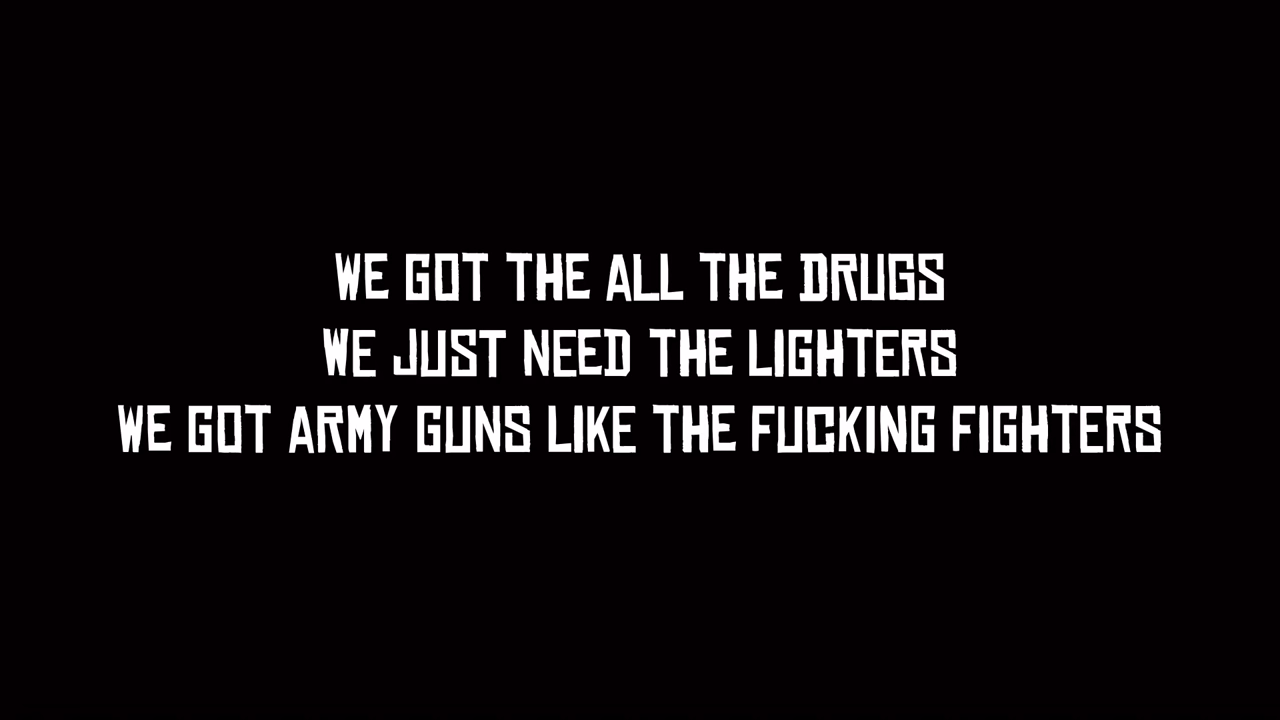 WE GOT THE ALL THE DRUGS
WE JUST NEED THE LIGHTERS
WE GOT ARMY GUNS LIKE THE FUCKING FIGHTERS